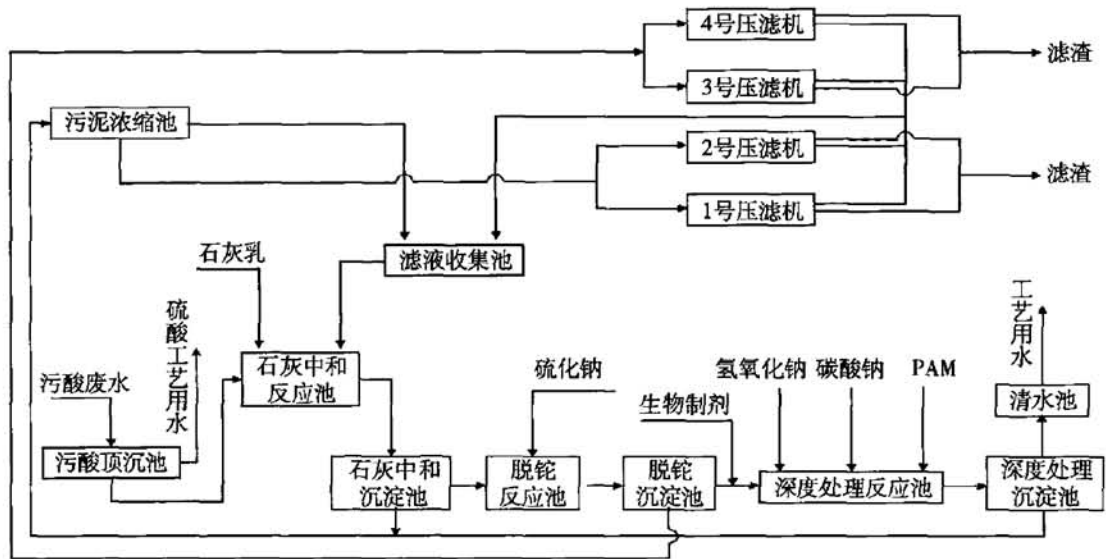 4号压滤机
3号压滤机
滤渣
污泥浓缩池
2号压滤机
1号压滤机
滤渣
石灰乳
滤液收集池
硫酸工艺用水
工艺用水
石灰中和
反应池
污酸废水
硫化钠
氢氧化钠
碳酸钠
PAM
生物制剂
清水池
污酸顶沉池
石灰中和
沉淀池
脱铊
反应池
脱铊
沉淀池
深度处理反应池
深度处理
沉淀池